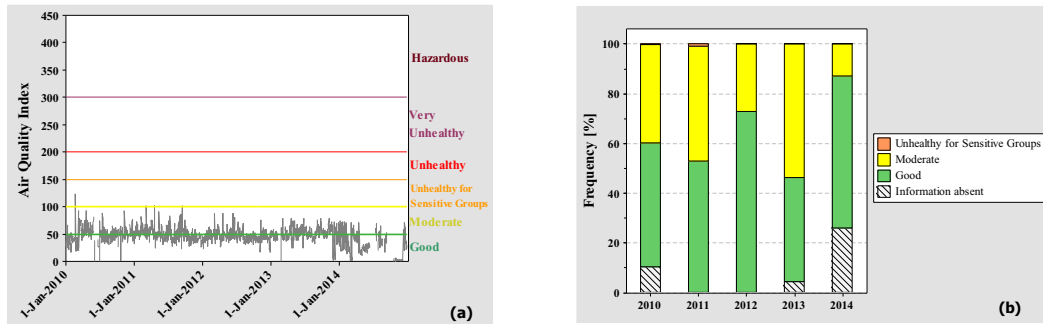 450
400
350
300
250
200
150
100
50
0
Air Quality Index
Hazardous
Very
Unhealthy
Unhealthy
Unhealthy for
Sensitive Groups
Moderate
Good
1-Jan-2010
1-Jan-2011
1-Jan-2012
1-Jan-2013
1-Jan-2014
(a)
100
80
60
40
20
0
Frequency [%]
2010
2011
2012
2013
2014
Unhealthy for Sensitive Groups
Moderate
Good
Information absent
(b)